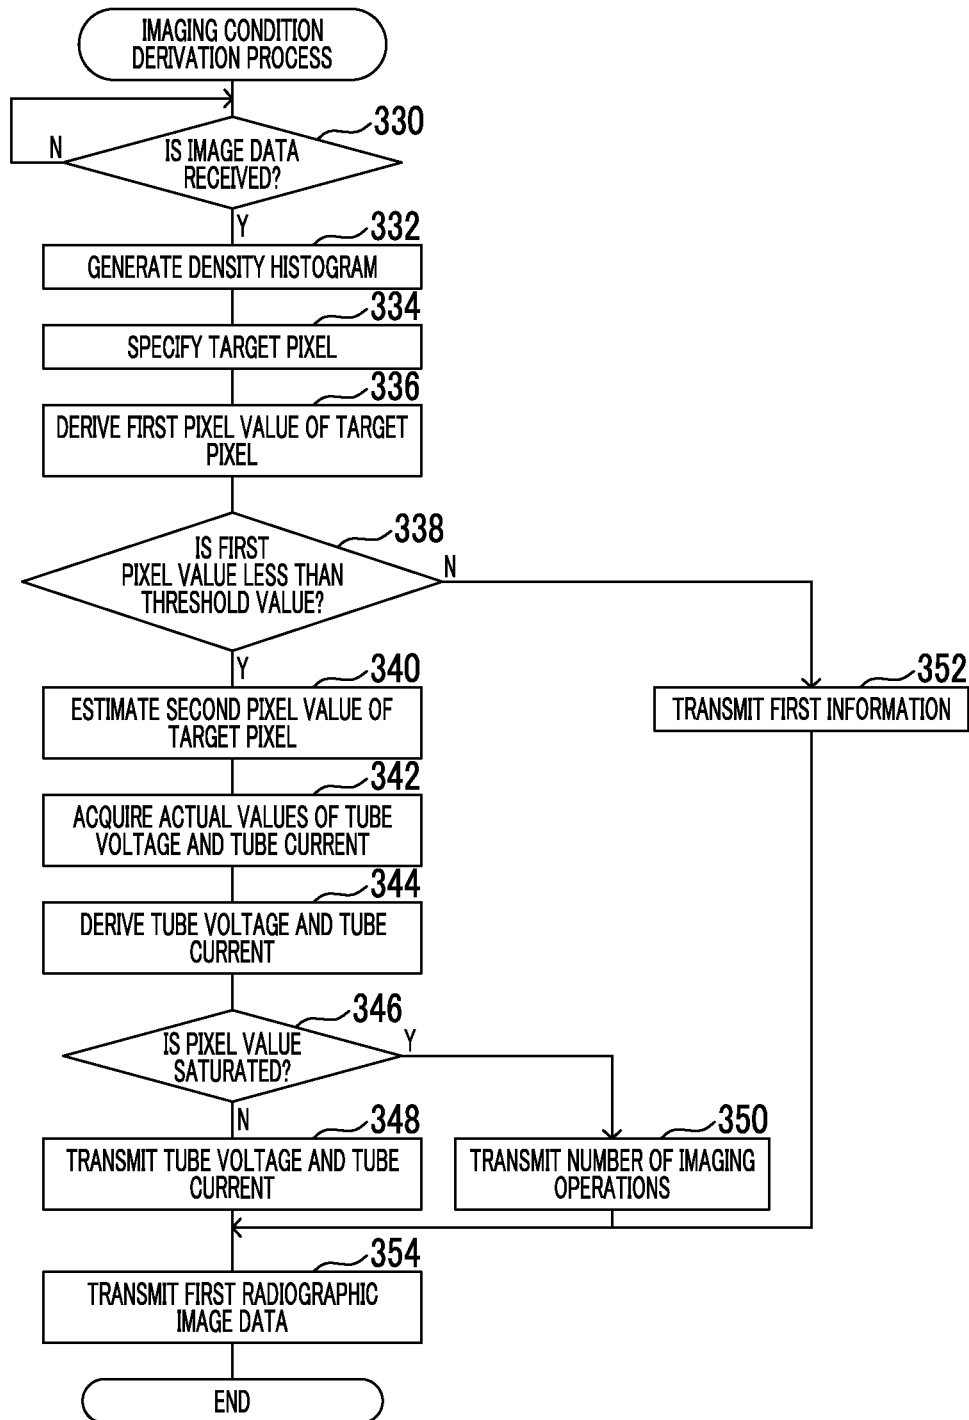 IMAGING CONDITION
DERIVATION PROCESS
330
N
IS IMAGE DATA
RECEIVED?
Y
332
GENERATE DENSITY HISTOGRAM
334
SPECIFY TARGET PIXEL
336
DERIVE FIRST PIXEL VALUE OF TARGET
PIXEL
338
IS FIRST
PIXEL VALUE LESS THAN
THRESHOLD VALUE?
N
Y
340
ESTIMATE SECOND PIXEL VALUE OF
TARGET PIXEL
352
TRANSMIT FIRST INFORMATION
342
ACQUIRE ACTUAL VALUES OF TUBE
VOLTAGE AND TUBE CURRENT
344
DERIVE TUBE VOLTAGE AND TUBE
CURRENT
346
IS PIXEL VALUE
SATURATED?
Y
N
348
TRANSMIT TUBE VOLTAGE AND TUBE
CURRENT
350
TRANSMIT NUMBER OF IMAGING
OPERATIONS
354
TRANSMIT FIRST RADIOGRAPHIC
IMAGE DATA
END